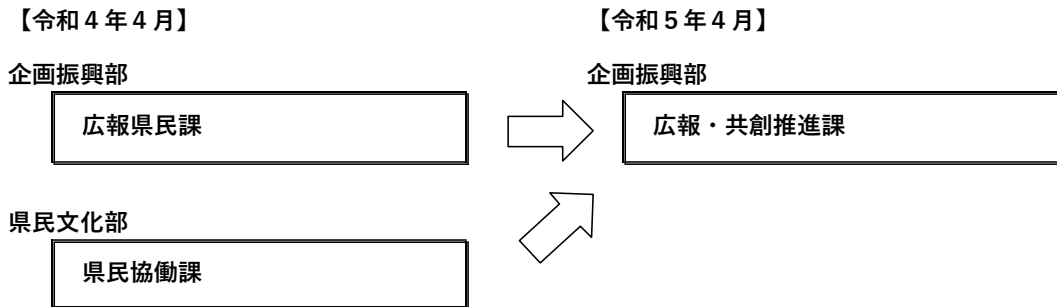 【令和４年４月】 【令和５年４月】
企画振興部 企画振興部
広報県民課 広報・共創推進課
県民文化部
県民協働課